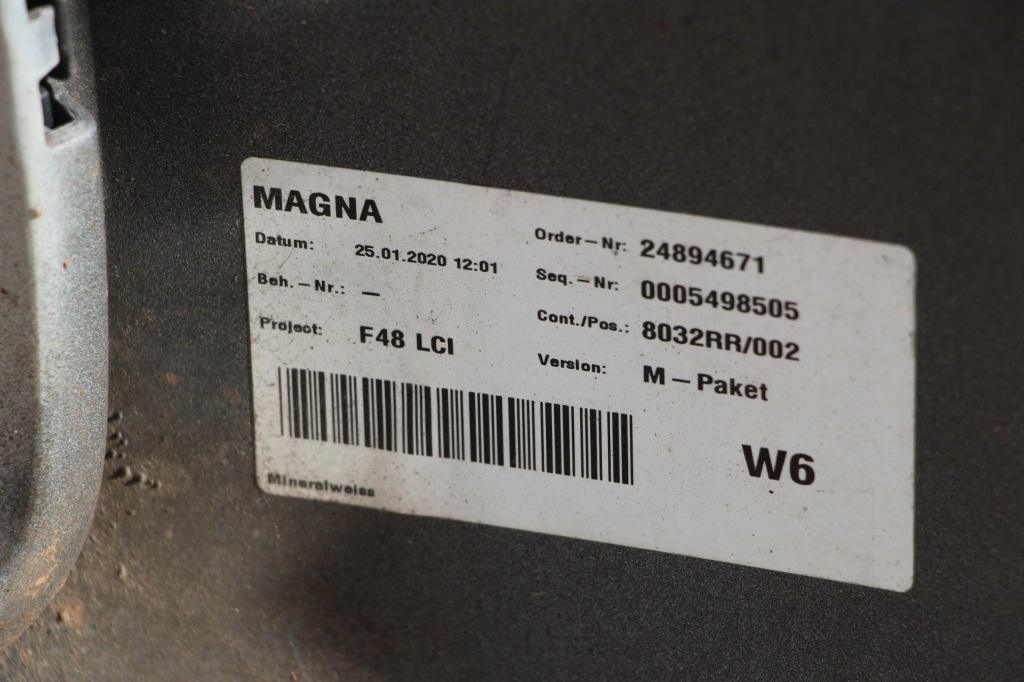 MAGNA
Datum: 25.01.2020 12:01
Beh.-Nr.: —
Project: F48 LCI
Order-Nr: 24894671
Seq.-Nr: 0005498505
Cont./Pos.: 8032RR/002
Version: M-Paket
W6
Mineralweiss